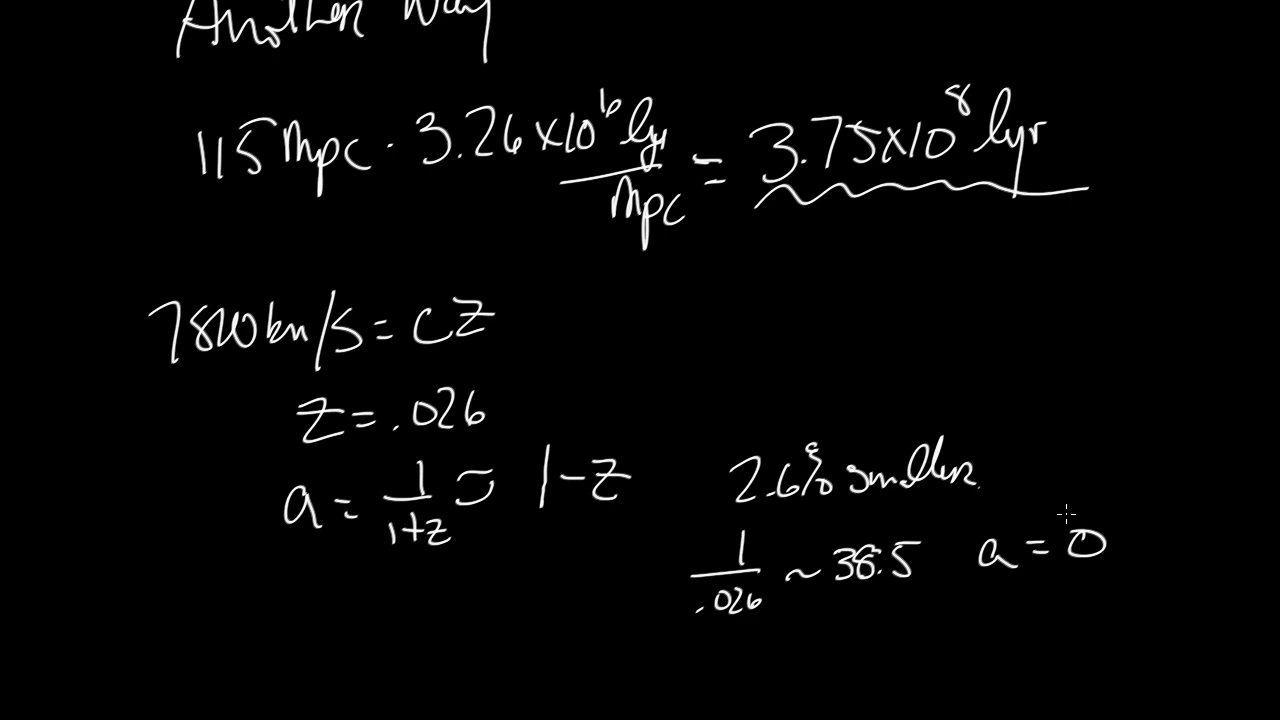 Another Way
115 Mpc · 3.26×10⁶ lyr / Mpc = 3.75×10⁸ lyr
7820 km/s = cz
z = .026
a = 1/1+z ≈ 1-z
2.6% smaller
1/.026 ~ 38.5 a = 0